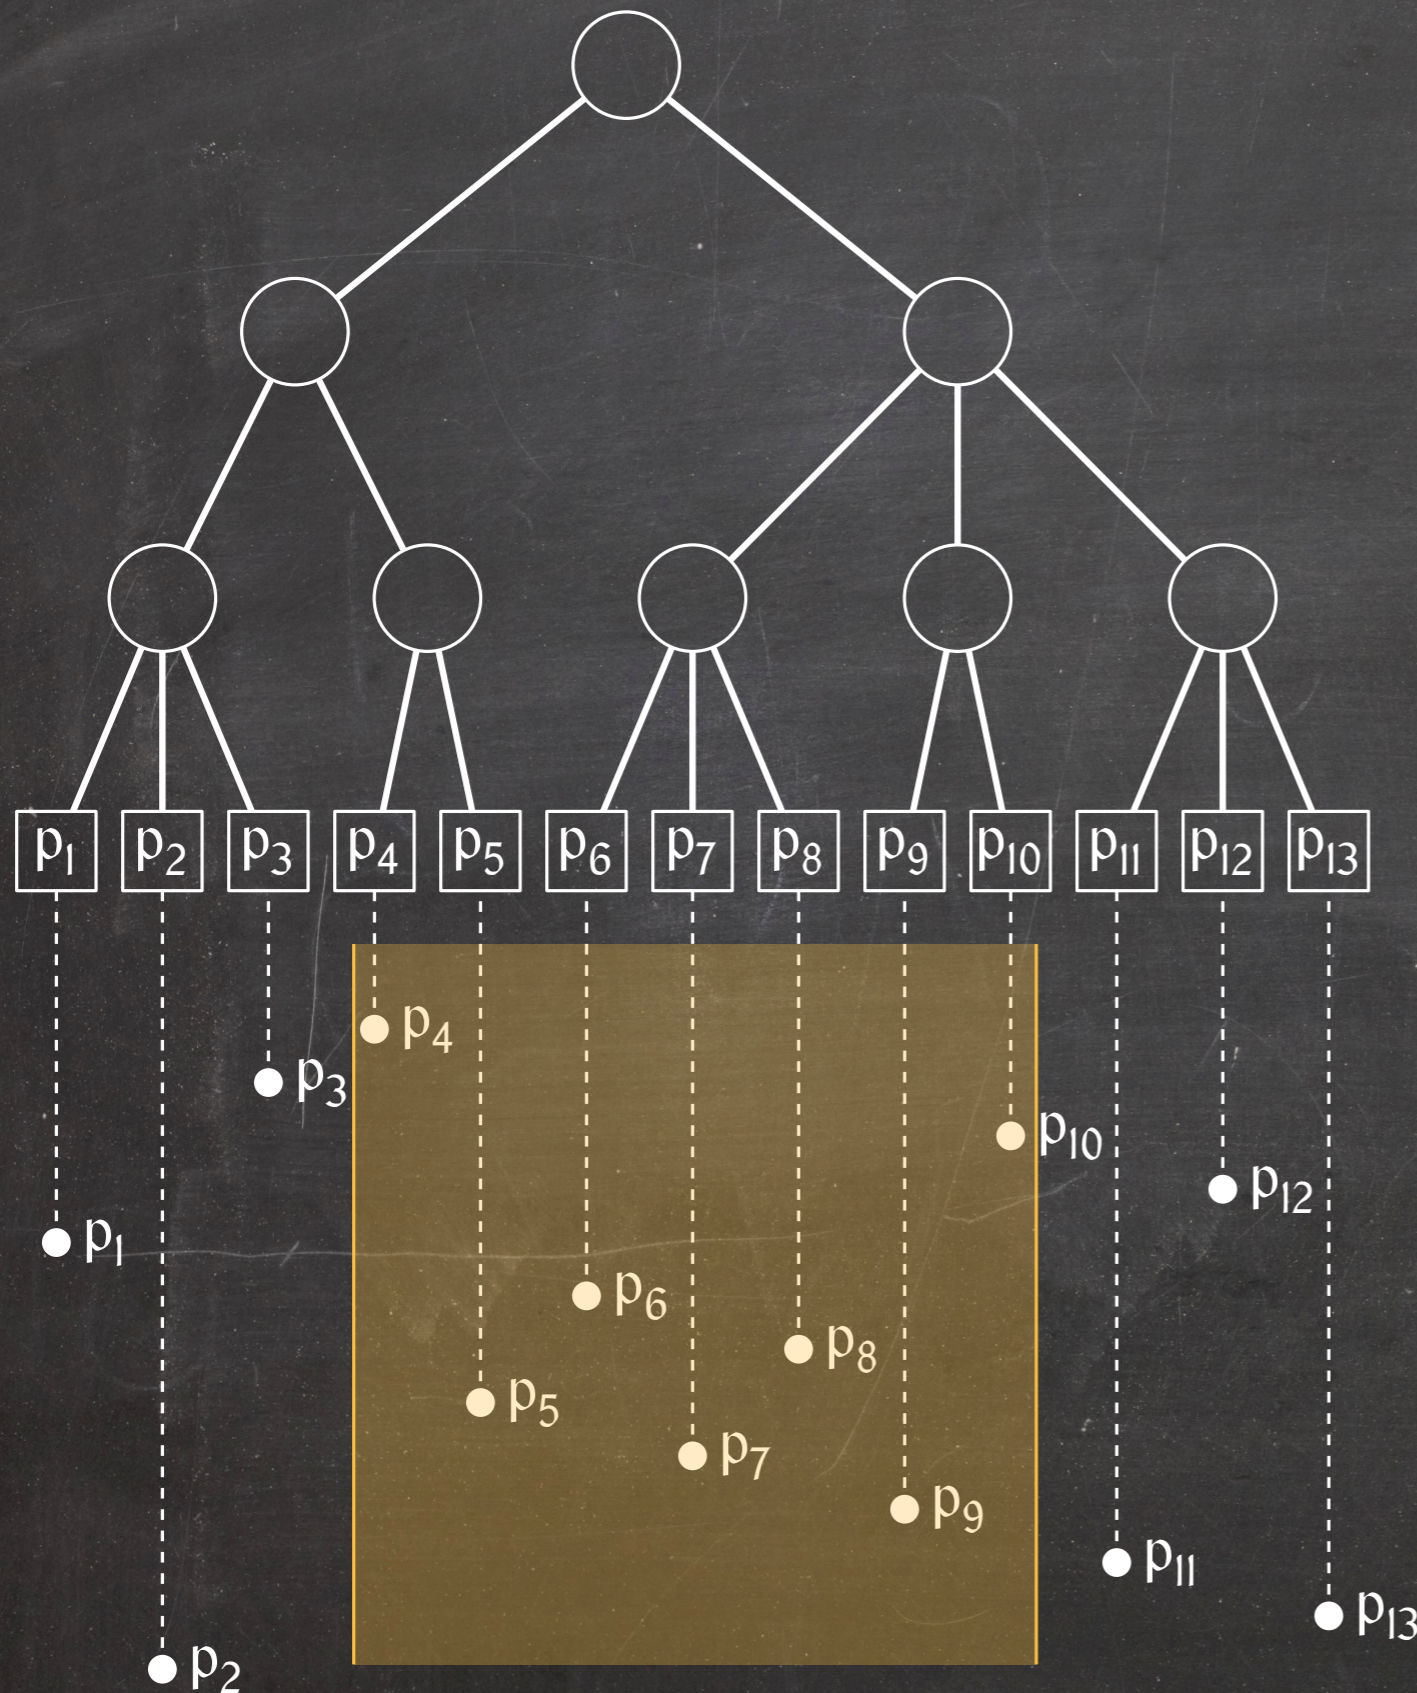 p₁ p₂ p₃ p₄ p₅ p₆ p₇ p₈ p₉ p₁₀ p₁₁ p₁₂ p₁₃
p₄
p₃
p₁₀
p₁₂
p₁
p₆
p₈
p₅
p₇
p₉
p₁₁
p₁₃
p₂